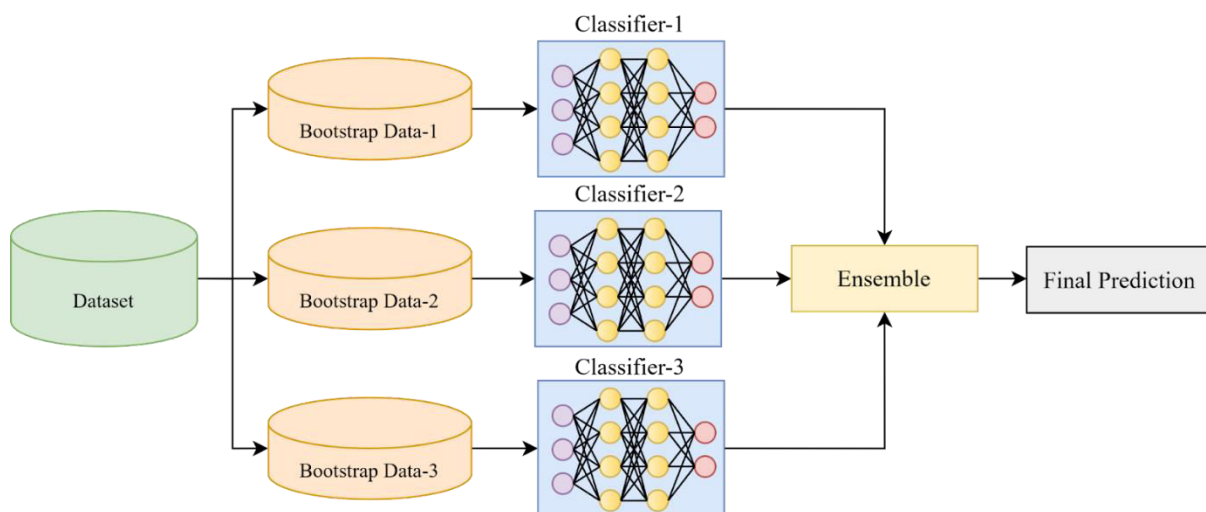 Classifier-1
Bootstrap Data-1
Classifier-2
Dataset
Bootstrap Data-2
Ensemble
Final Prediction
Classifier-3
Bootstrap Data-3